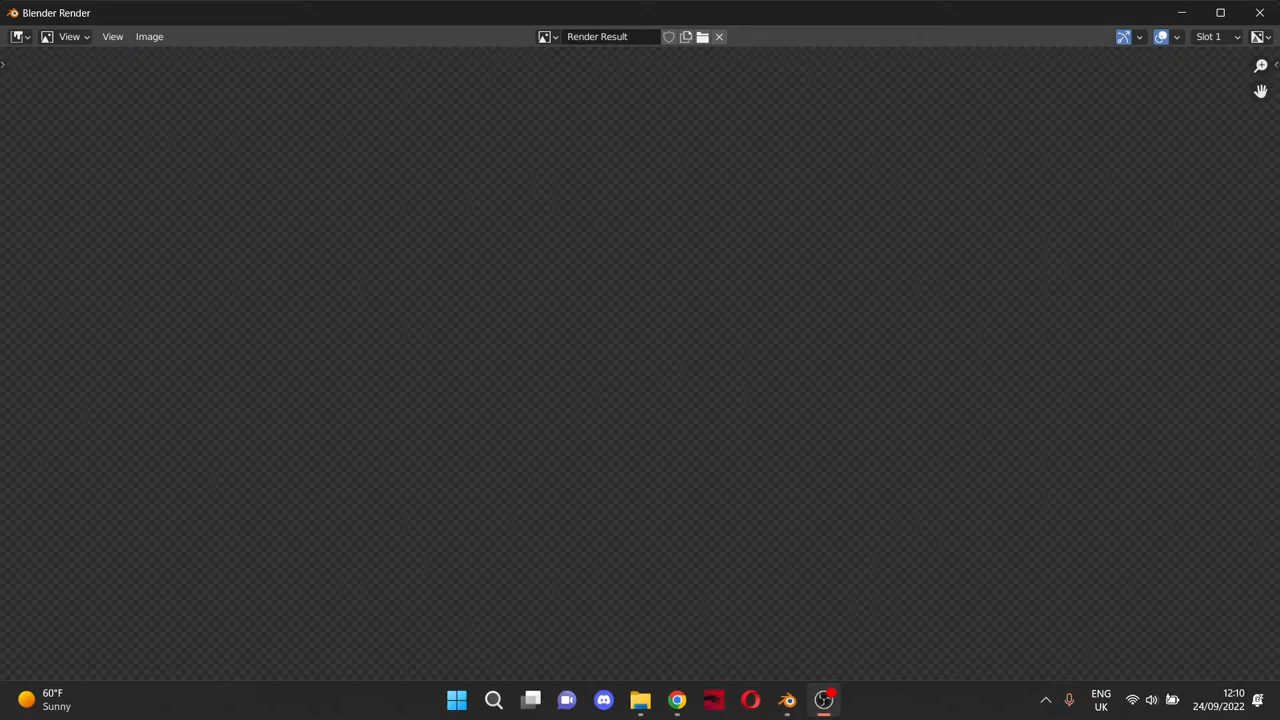 Blender Render
View View Image Render Result Slot 1
60°F
Sunny
ENG
UK
12:10
24/09/2022